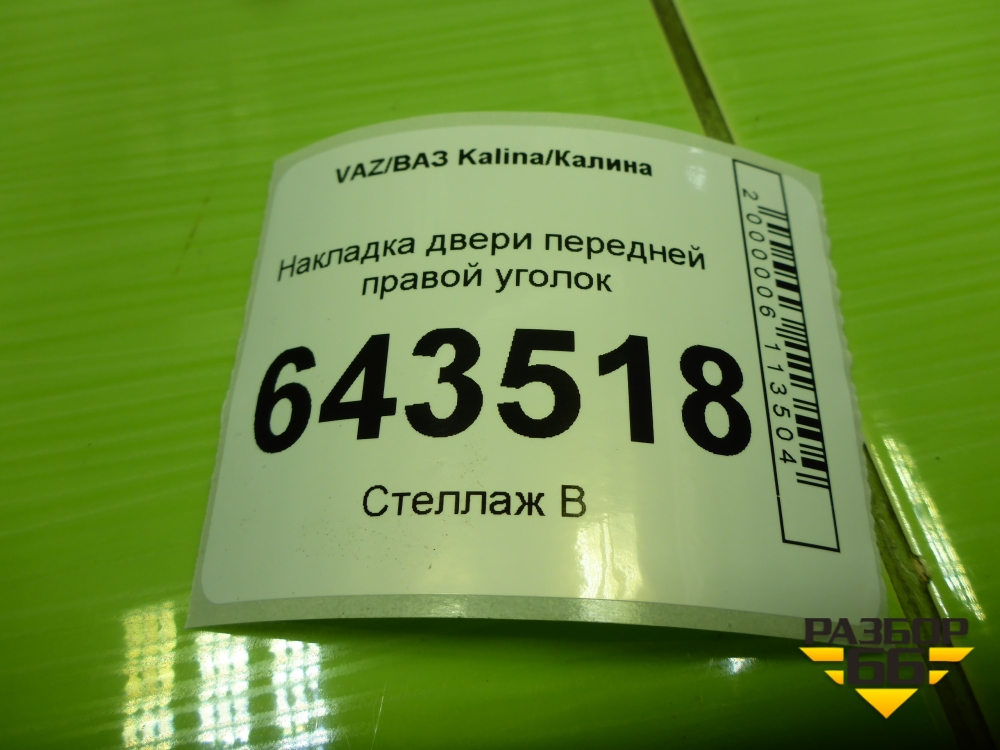 VAZ/ВАЗ Kalina/Калина
Накладка двери передней
правой уголок
643518
Стеллаж В
2000006113504
РАЗБОР
66